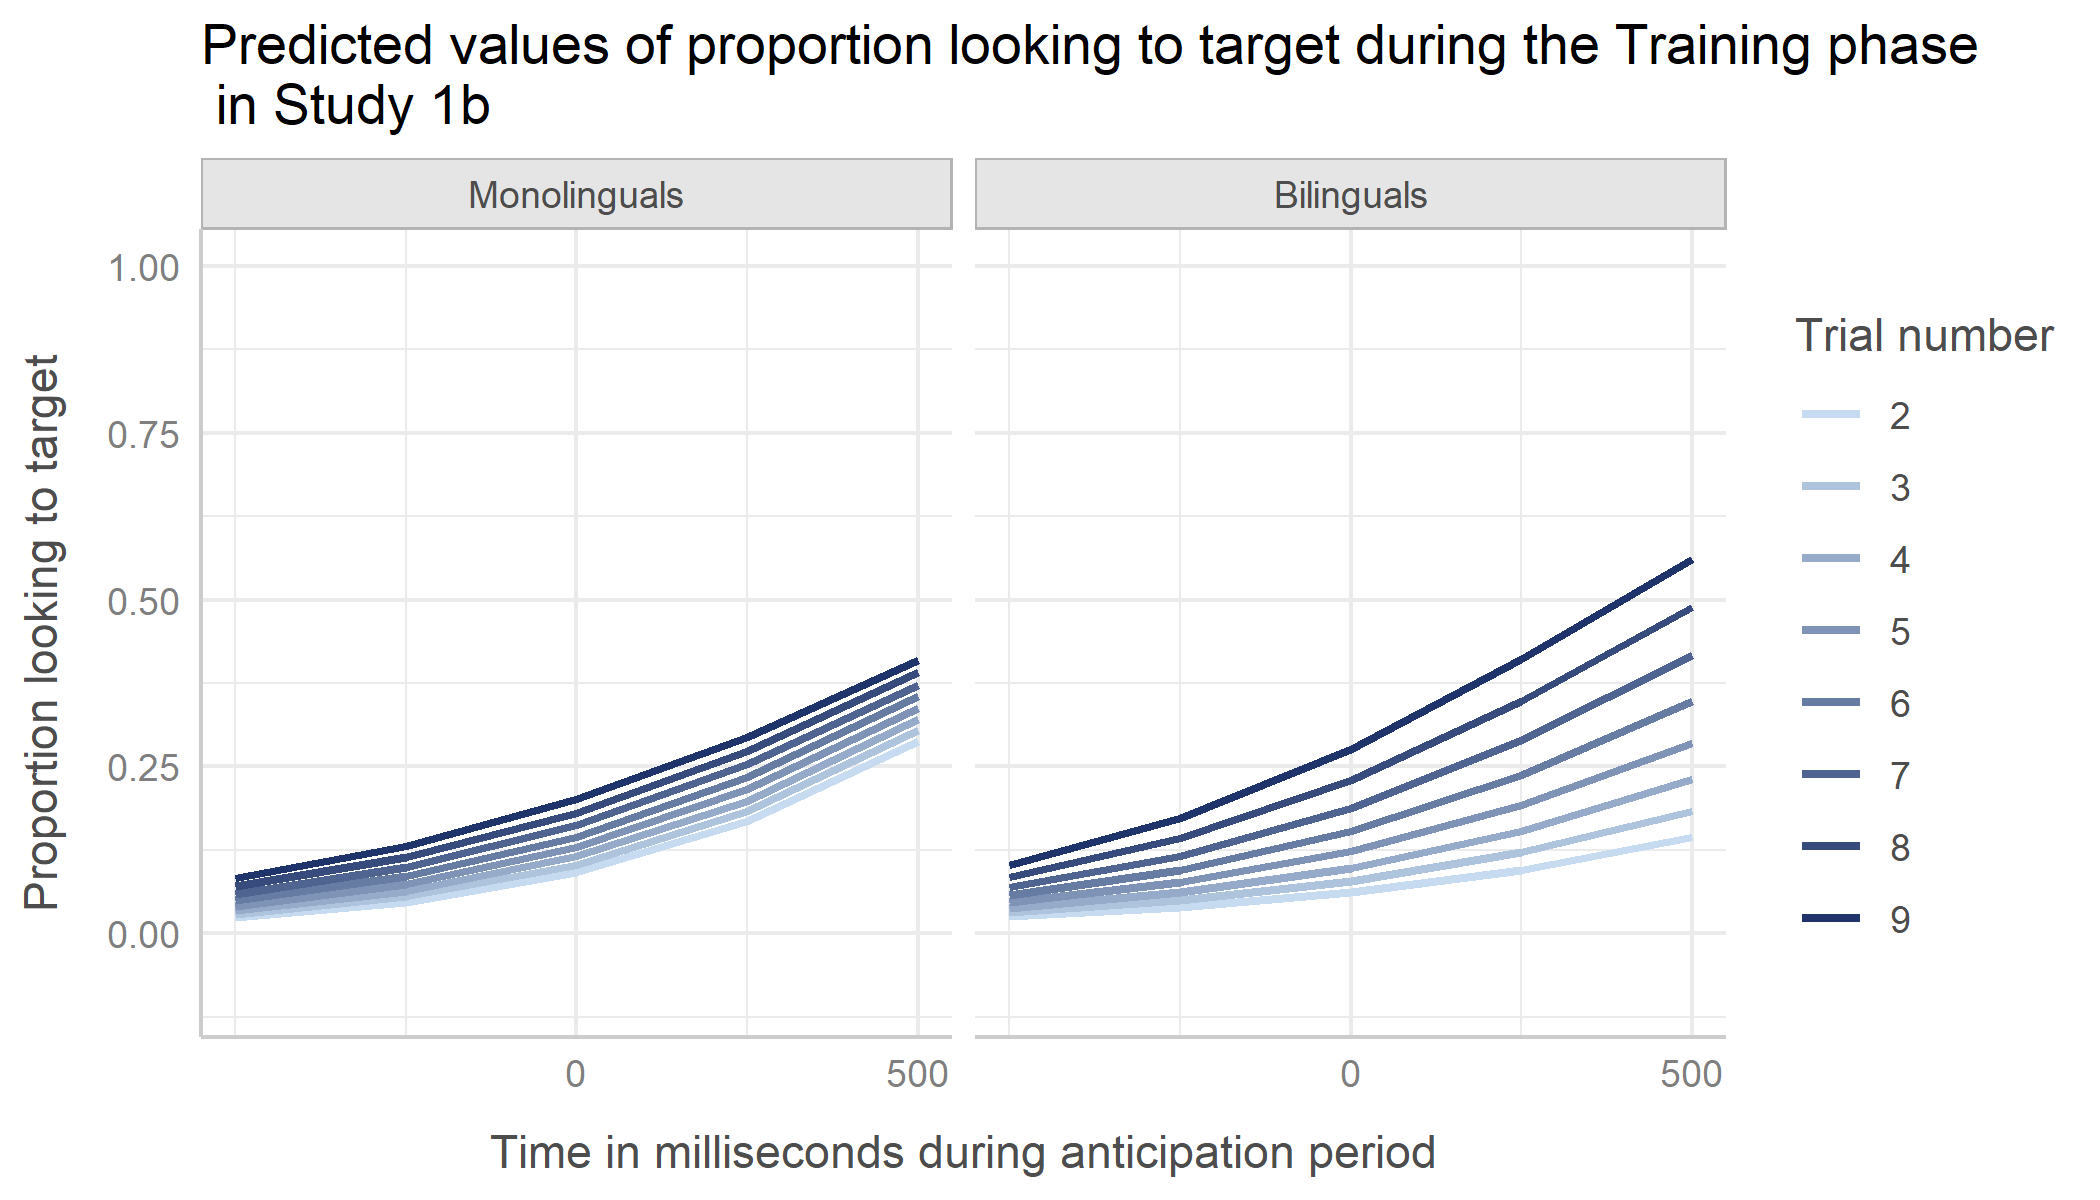 Predicted values of proportion looking to target during the Training phase
in Study 1b
Monolinguals
Bilinguals
Proportion looking to target
1.00
0.75
0.50
0.25
0.00
0
500
0
500
Time in milliseconds during anticipation period
Trial number
2
3
4
5
6
7
8
9